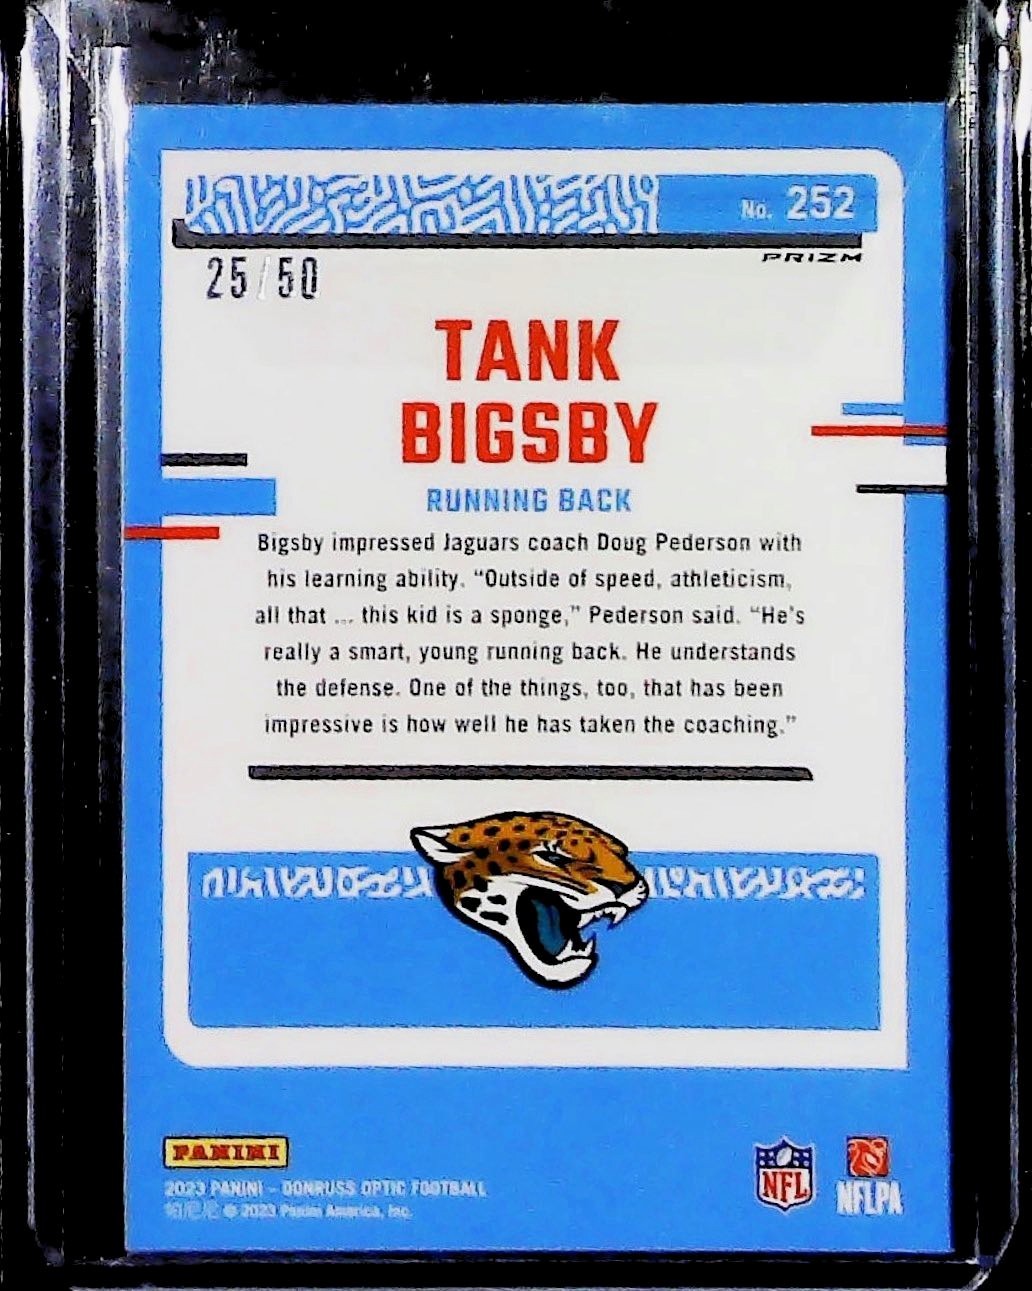 No. 252
PRIZM
25/50
TANK
BIGSBY
RUNNING BACK
Bigsby impressed Jaguars coach Doug Pederson with
his learning ability. “Outside of speed, athleticism,
all that ... this kid is a sponge,” Pederson said. “He's
really a smart, young running back. He understands
the defense. One of the things, too, that has been
impressive is how well he has taken the coaching.”
PANINI
2023 PANINI – DONRUSS OPTIC FOOTBALL
© 2023 Panini America, Inc.
NFL
NFLPA